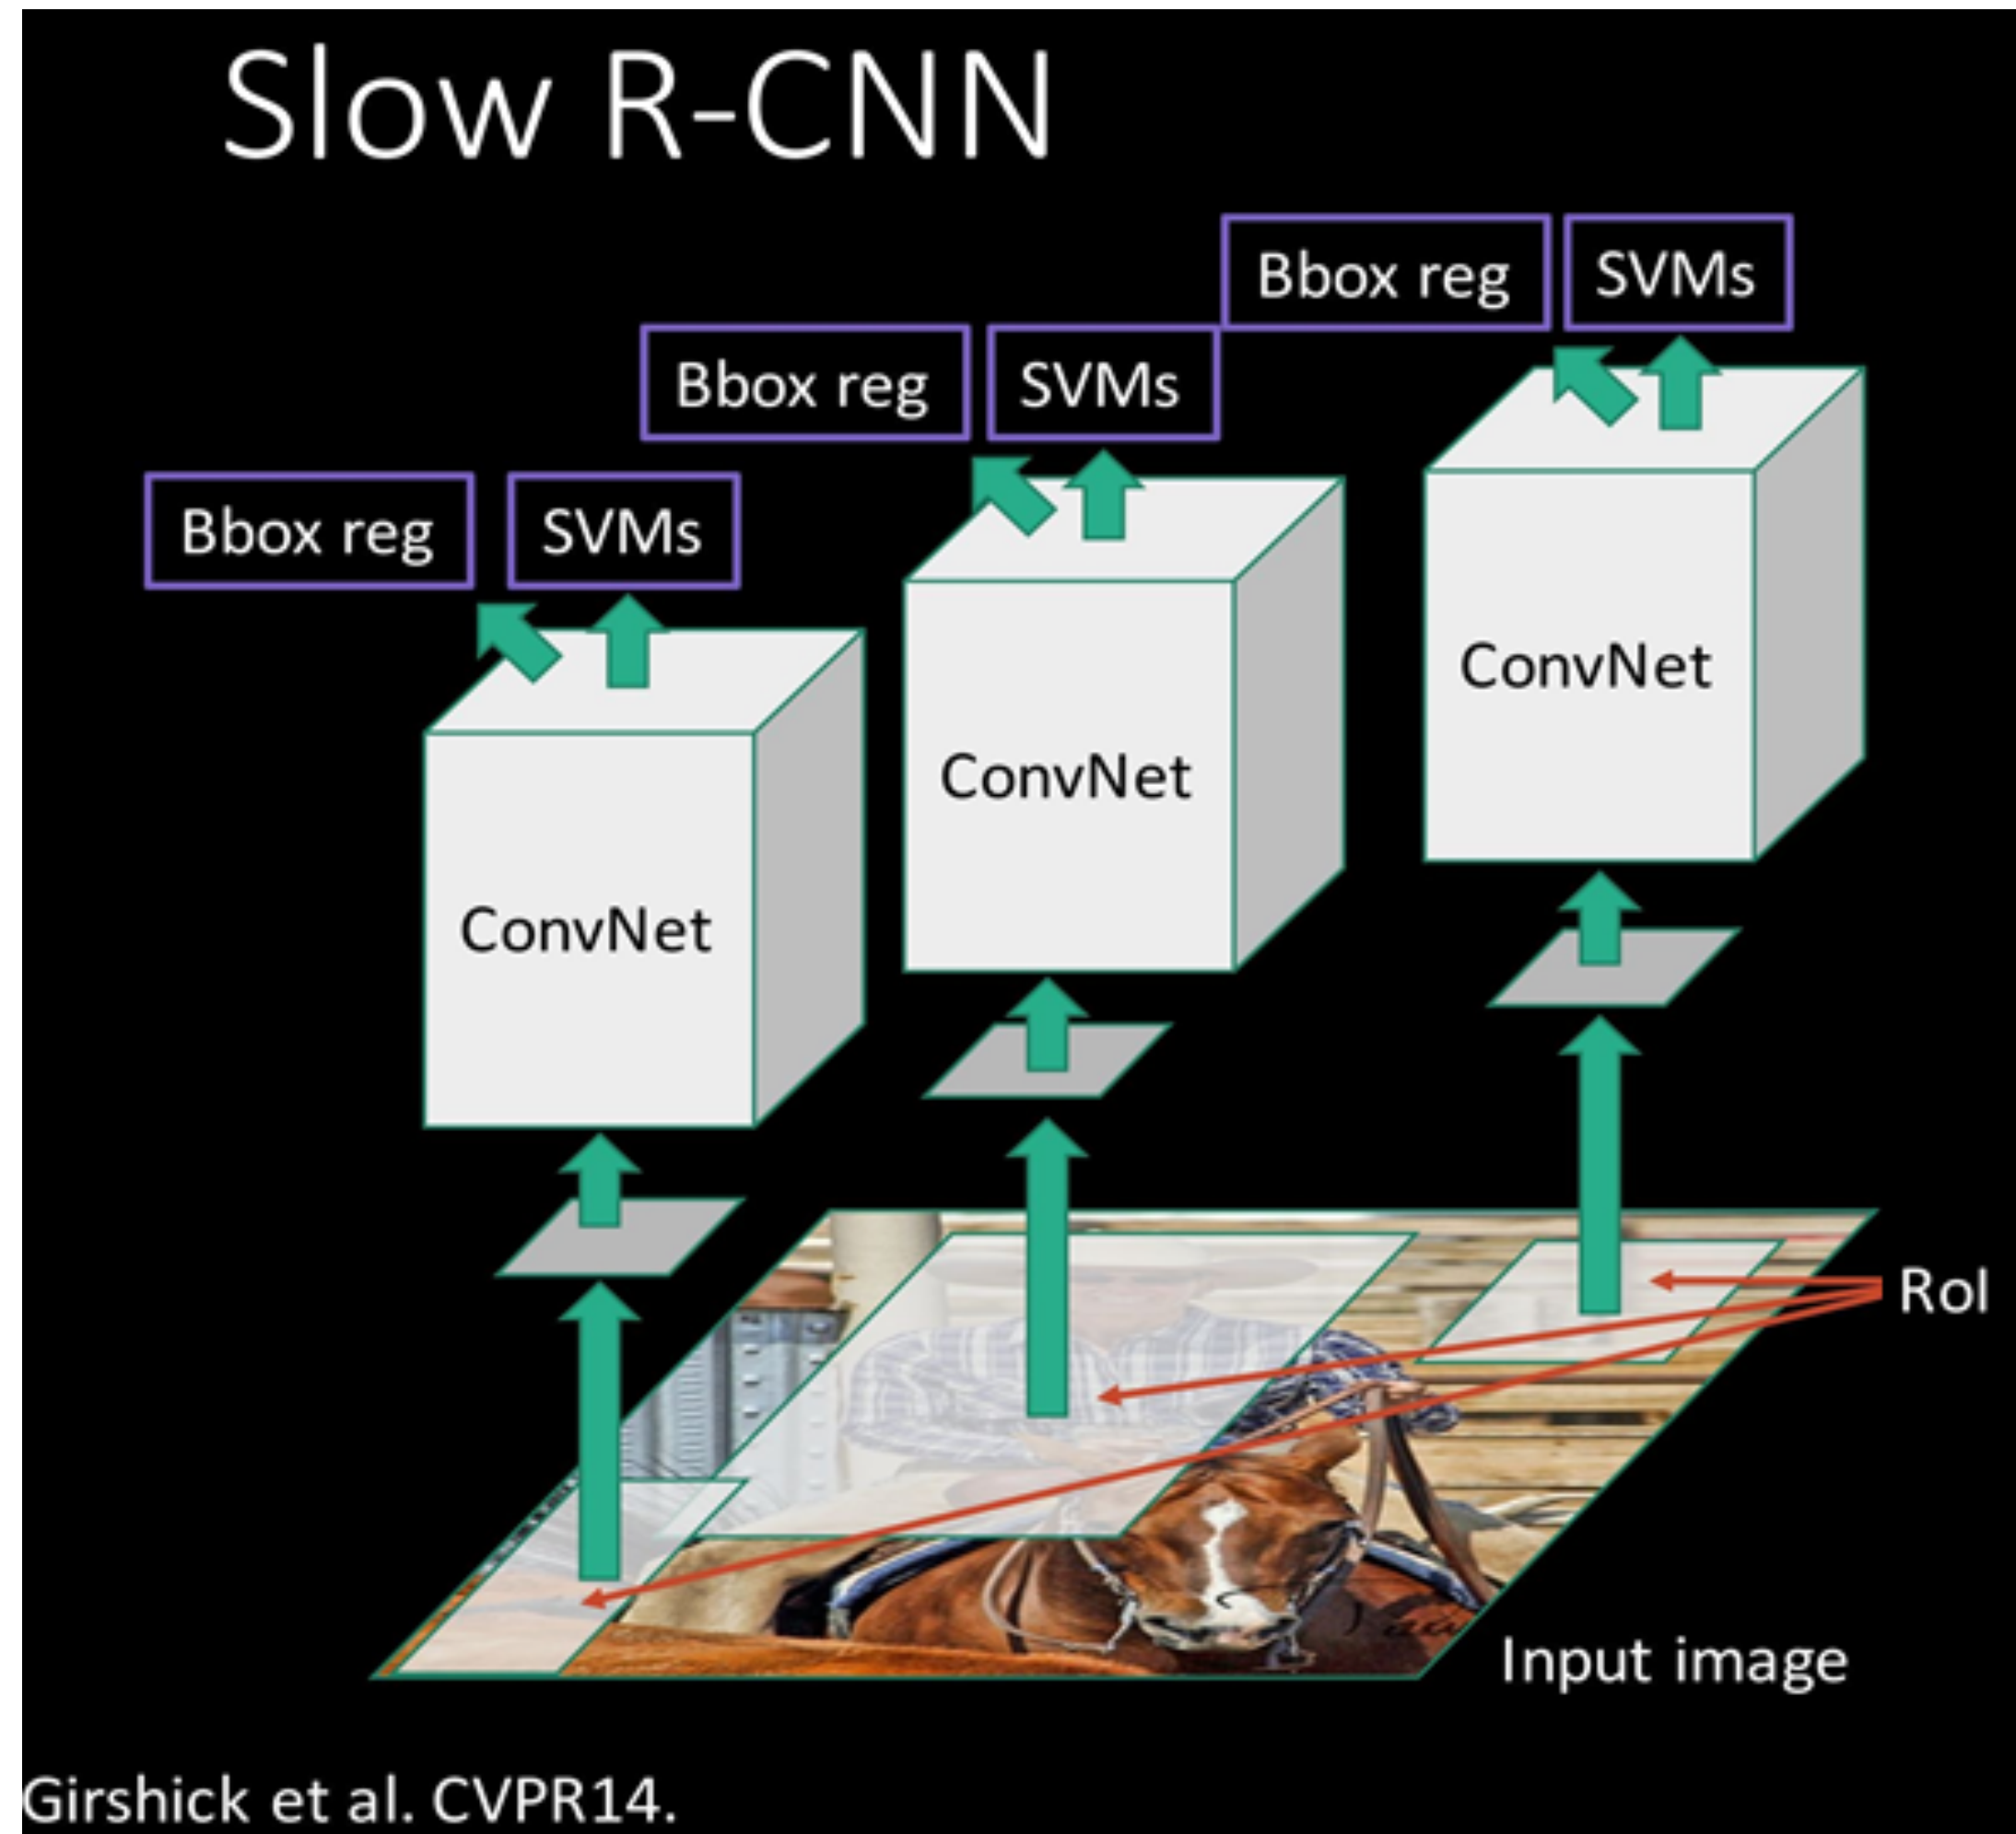 Slow R-CNN
Bbox reg SVMs
Bbox reg SVMs
Bbox reg SVMs
ConvNet
ConvNet
ConvNet
RoI
Input image
Girshick et al. CVPR14.